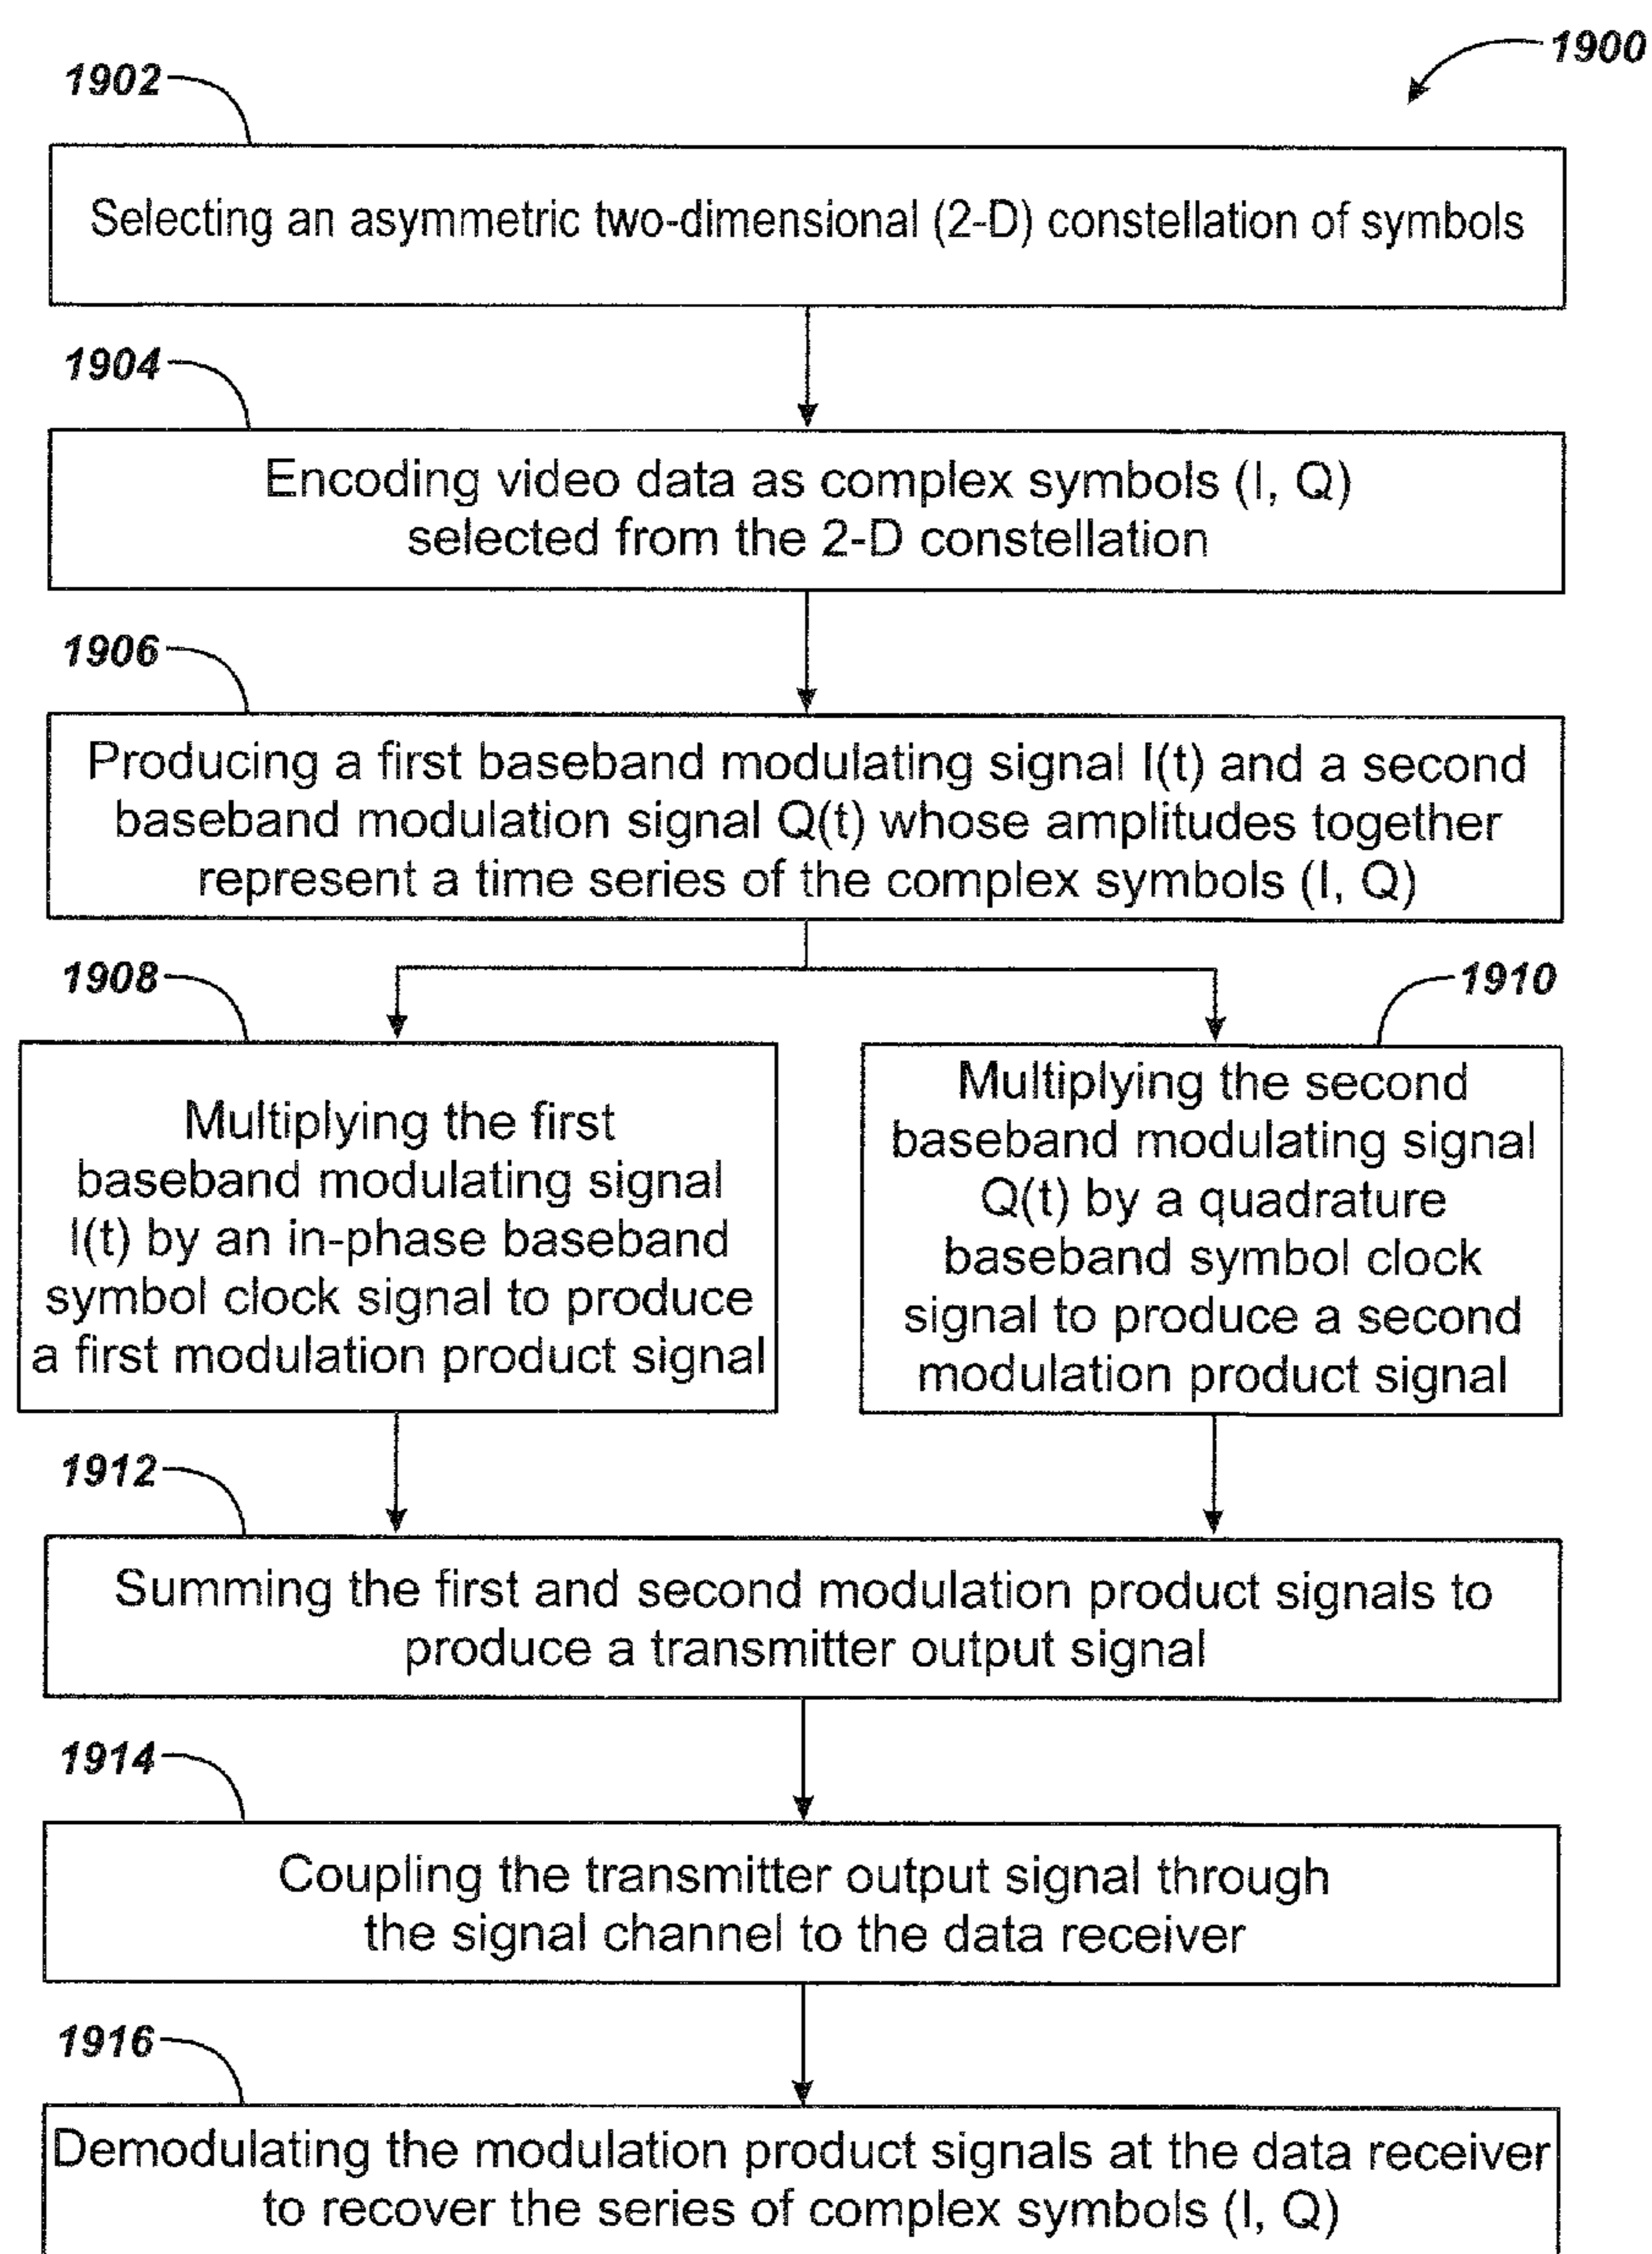 1900
1902
Selecting an asymmetric two-dimensional (2-D) constellation of symbols
1904
Encoding video data as complex symbols (I, Q)
selected from the 2-D constellation
1906
Producing a first baseband modulating signal I(t) and a second
baseband modulation signal Q(t) whose amplitudes together
represent a time series of the complex symbols (I, Q)
1908
Multiplying the first
baseband modulating signal
I(t) by an in-phase baseband
symbol clock signal to produce
a first modulation product signal
1910
Multiplying the second
baseband modulating signal
Q(t) by a quadrature
baseband symbol clock
signal to produce a second
modulation product signal
1912
Summing the first and second modulation product signals to
produce a transmitter output signal
1914
Coupling the transmitter output signal through
the signal channel to the data receiver
1916
Demodulating the modulation product signals at the data receiver
to recover the series of complex symbols (I, Q)